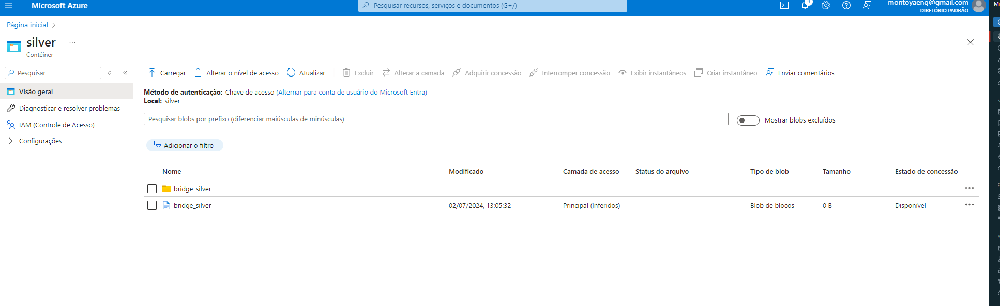 Microsoft Azure
Pesquisar recursos, serviços e documentos (G+/)
9
montoyaeng@gmail.com
DIRETÓRIO PADRÃO
Página inicial
silver
...
Contêiner
Pesquisar
Carregar
Alterar o nível de acesso
Atualizar
Excluir
Alterar a camada
Adquirir concessão
Interromper concessão
Exibir instantâneos
Criar instantâneo
Enviar comentários
Visão geral
Diagnosticar e resolver problemas
IAM (Controle de Acesso)
Configurações
Método de autenticação: Chave de acesso (Alternar para conta de usuário do Microsoft Entra)
Local: silver
Pesquisar blobs por prefixo (diferenciar maiúsculas de minúsculas)
Mostrar blobs excluídos
Adicionar o filtro
Nome Modificado Camada de acesso Status do arquivo Tipo de blob Tamanho Estado de concessão
bridge_silver - ...
bridge_silver 02/07/2024, 13:05:32 Principal (Inferidos) Blob de blocos 0 B Disponível ...